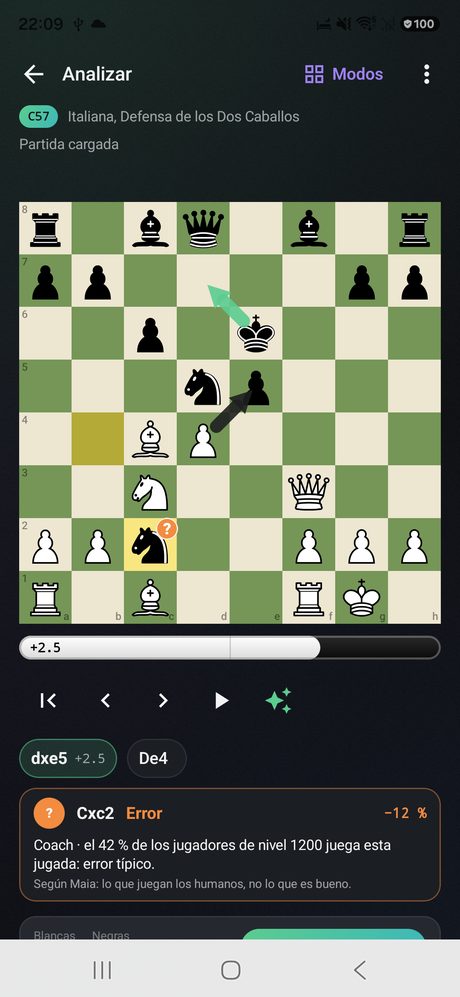 22:09
100
Analizar
Modos
C57 Italiana, Defensa de los Dos Caballos
Partida cargada
8
7
6
5
4
3
2
?
1 a b c d e f g h
+2.5
dxe5 +2.5 De4
? Cxc2 Error −12 %
Coach · el 42 % de los jugadores de nivel 1200 juega esta
jugada: error típico.
Según Maia: lo que juegan los humanos, no lo que es bueno.
Blancas Negras